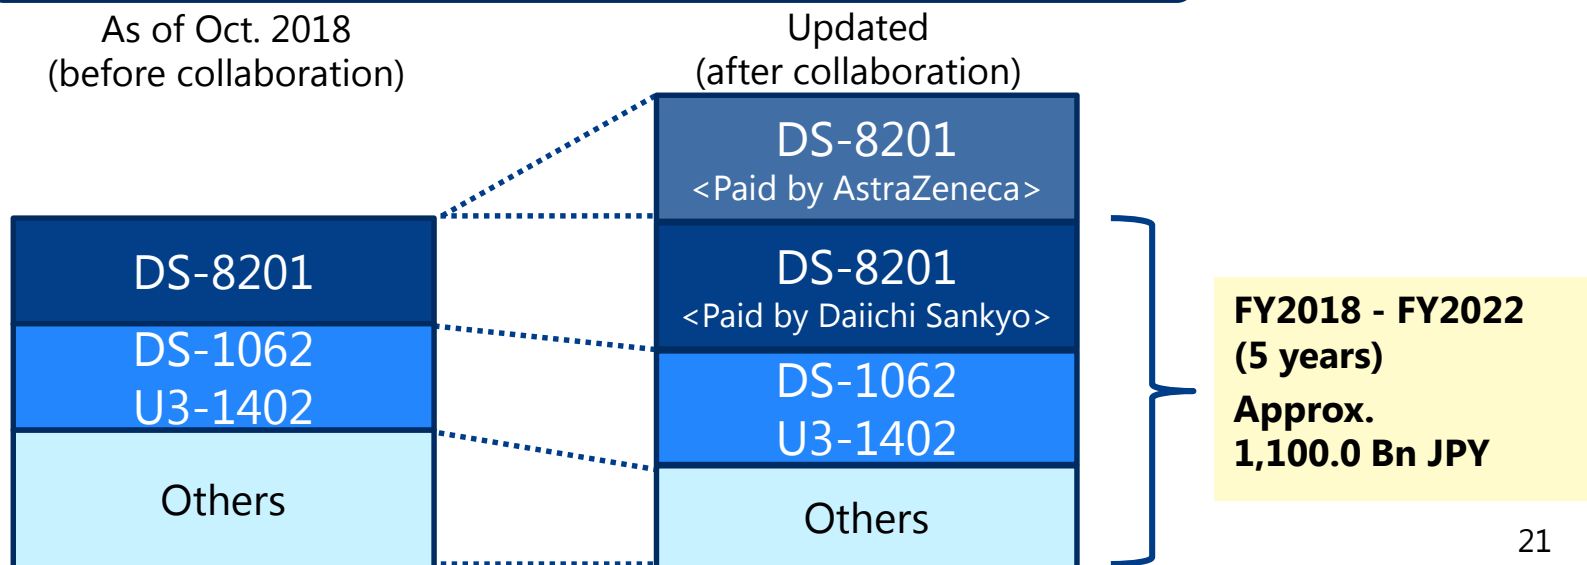 As of Oct. 2018
(before collaboration)
Updated
(after collaboration)
DS-8201
DS-1062
U3-1402
Others
DS-8201
<Paid by AstraZeneca>
DS-8201
<Paid by Daiichi Sankyo>
DS-1062
U3-1402
Others
FY2018 - FY2022
(5 years)
Approx.
1,100.0 Bn JPY
21